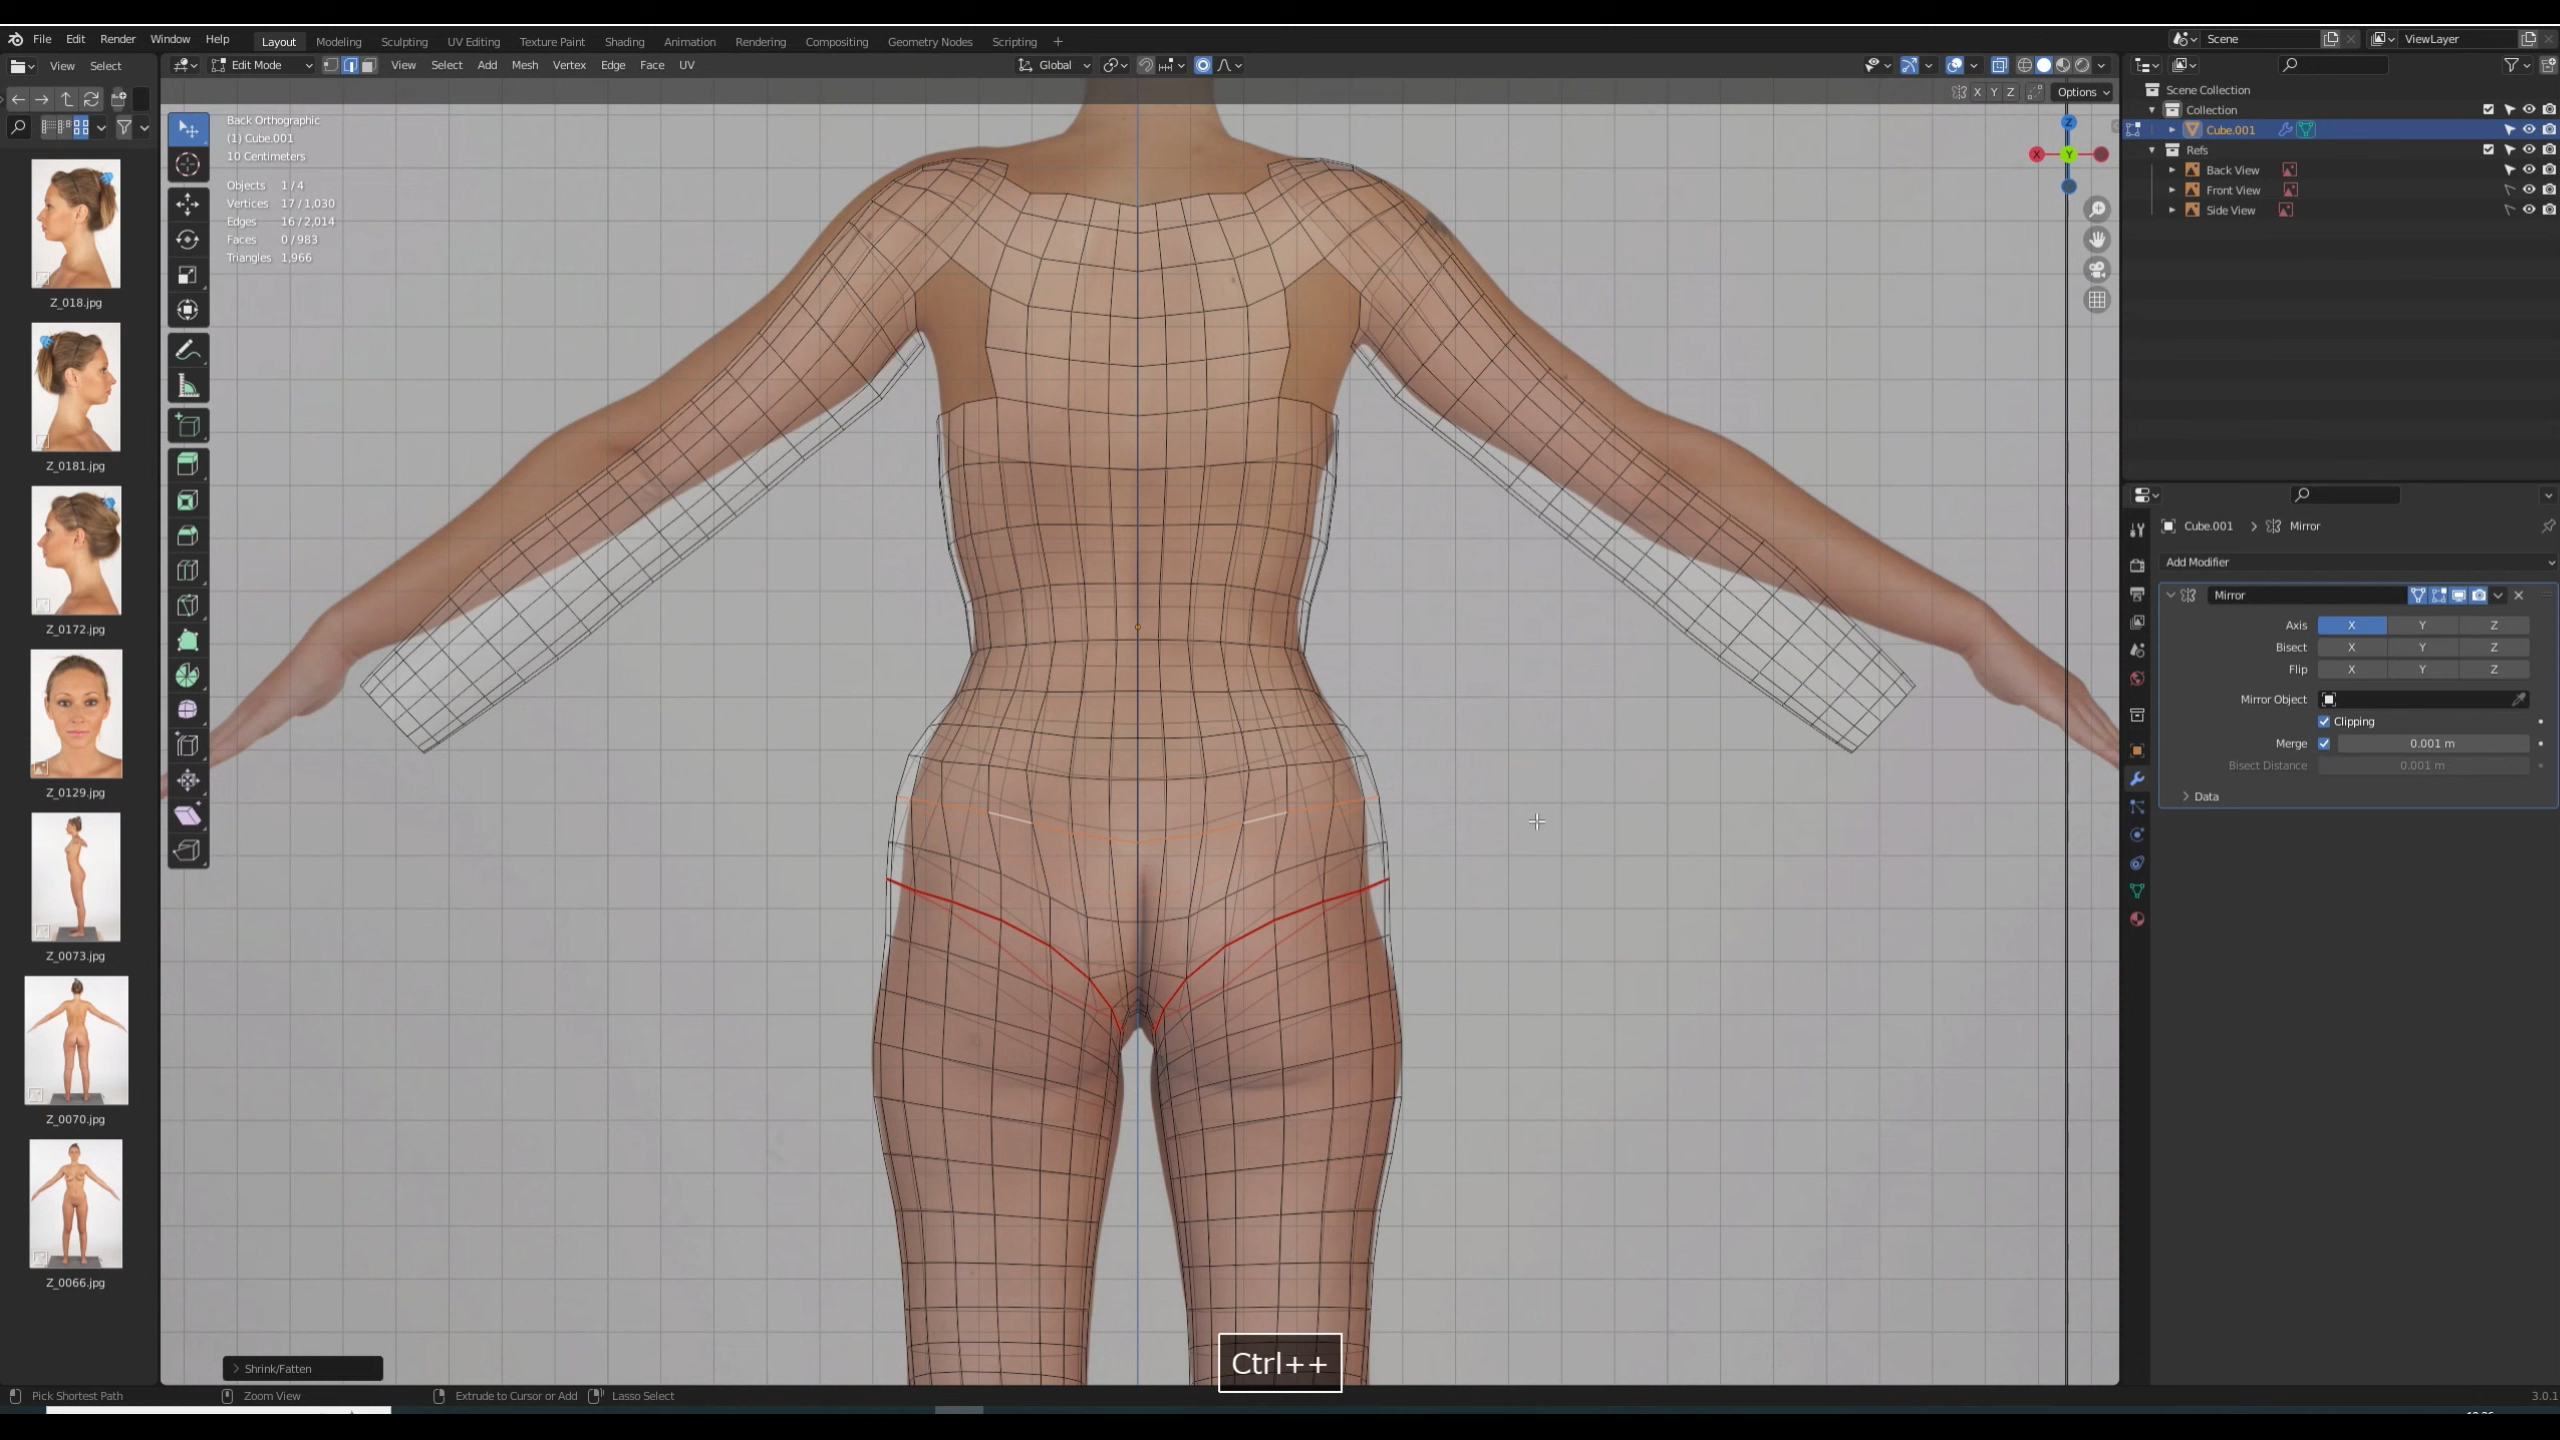 File Edit Render Window Help Layout Modeling Sculpting UV Editing Texture Paint Shading Animation Rendering Compositing Geometry Nodes Scripting + Scene ViewLayer
View Select Edit Mode View Select Add Mesh Vertex Edge Face UV Global
X Y Z Options
Back Orthographic
(1) Cube.001
10 Centimeters
Objects 1 / 4
Vertices 17 / 1,030
Edges 16 / 2,014
Faces 0 / 983
Triangles 1,966
Z
X Y
Z_018.jpg
Z_0181.jpg
Z_0172.jpg
Z_0129.jpg
Z_0073.jpg
Z_0070.jpg
Z_0066.jpg
Scene Collection
Collection
Cube.001
Refs
Back View
Front View
Side View
Cube.001 > Mirror
Add Modifier
Mirror
Axis X Y Z
Bisect X Y Z
Flip X Y Z
Mirror Object
Clipping
Merge 0.001 m
Bisect Distance 0.001 m
Data
Shrink/Fatten
Ctrl++
Pick Shortest Path Zoom View Extrude to Cursor or Add Lasso Select